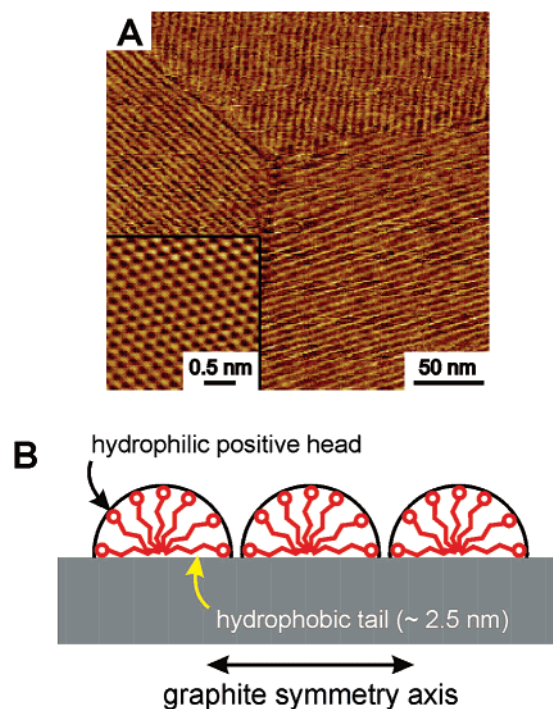 A
0.5 nm
50 nm
B
hydrophilic positive head
hydrophobic tail (~ 2.5 nm)
graphite symmetry axis